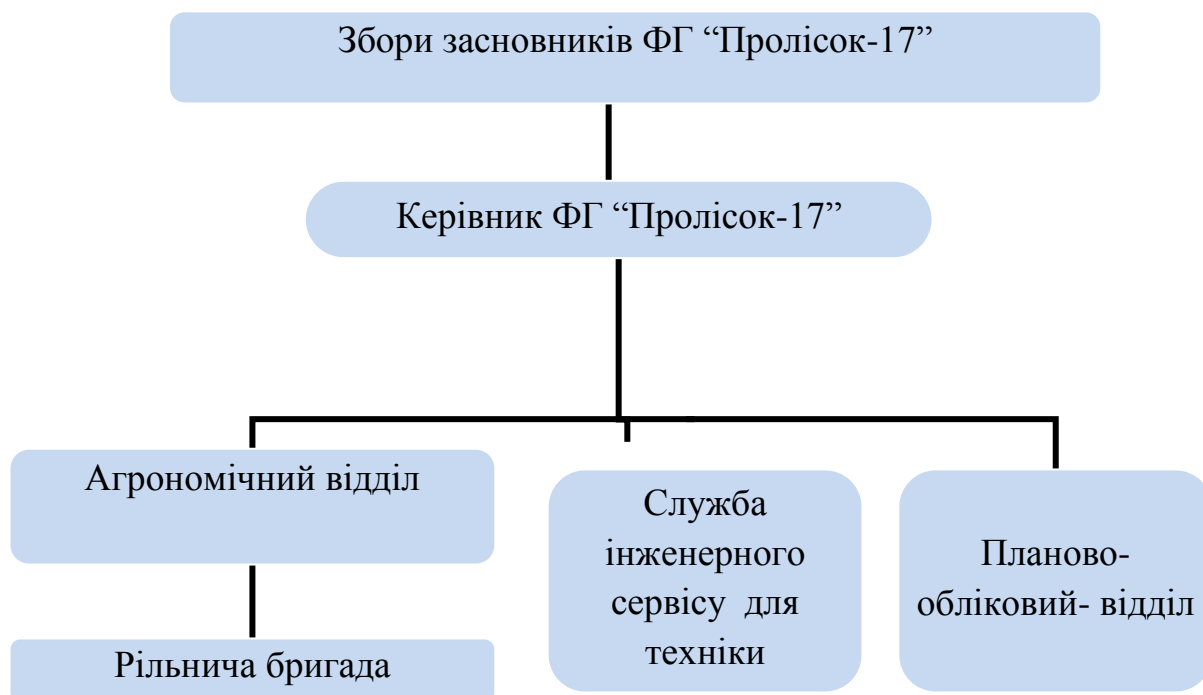 Збори засновників ФГ “Пролісок-17”
Керівник ФГ “Пролісок-17”
Агрономічний відділ
Служба
інженерного
сервісу для
техніки
Планово-
обліковий- відділ
Рільнича бригада